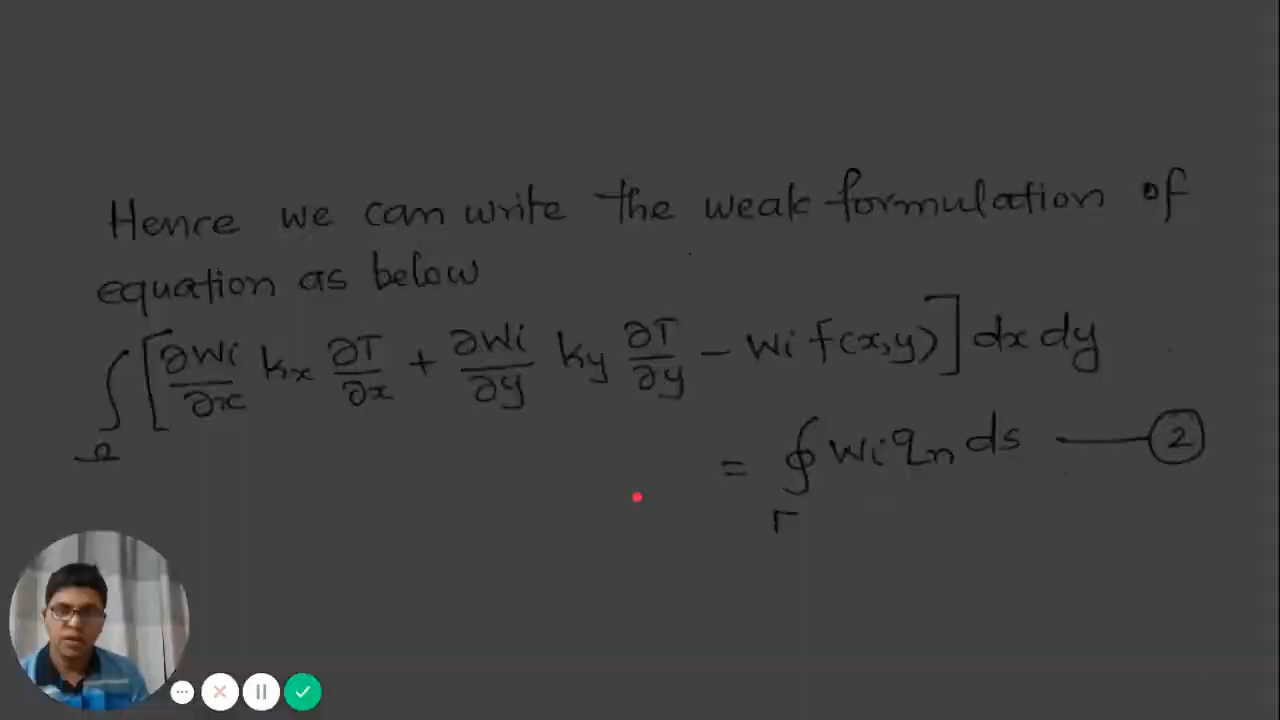 Hence we can write the weak formulation of
equation as below
∫Ω [∂Wi/∂x kx ∂T/∂x + ∂Wi/∂y ky ∂T/∂y − Wi f(x,y)] dx dy
= ∮Γ Wi qn ds —— ②